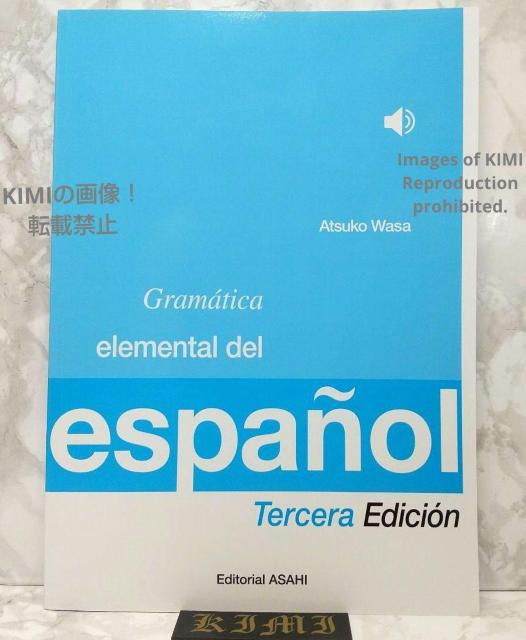 Images of KIMI
Reproduction
prohibited.
KIMIの画像！
転載禁止
Atsuko Wasa
Gramática
elemental del
español
Tercera Edición
Editorial ASAHI
KIMI